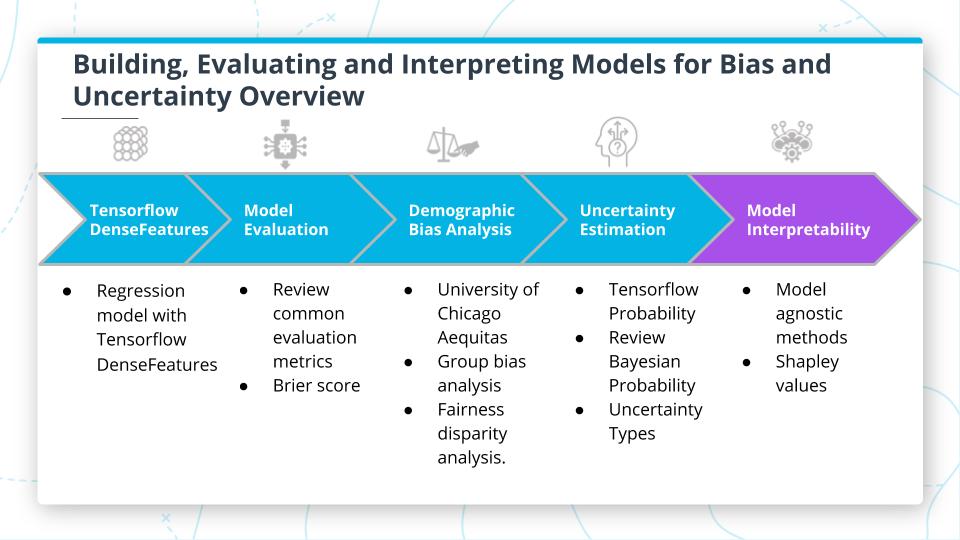 Building, Evaluating and Interpreting Models for Bias and
Uncertainty Overview
Tensorflow
DenseFeatures
Model
Evaluation
Demographic
Bias Analysis
Uncertainty
Estimation
Model
Interpretability
● Regression
model with
Tensorflow
DenseFeatures
● Review
common
evaluation
metrics
● Brier score
● University of
Chicago
Aequitas
● Group bias
analysis
● Fairness
disparity
analysis.
● Tensorflow
Probability
● Review
Bayesian
Probability
● Uncertainty
Types
● Model
agnostic
methods
● Shapley
values